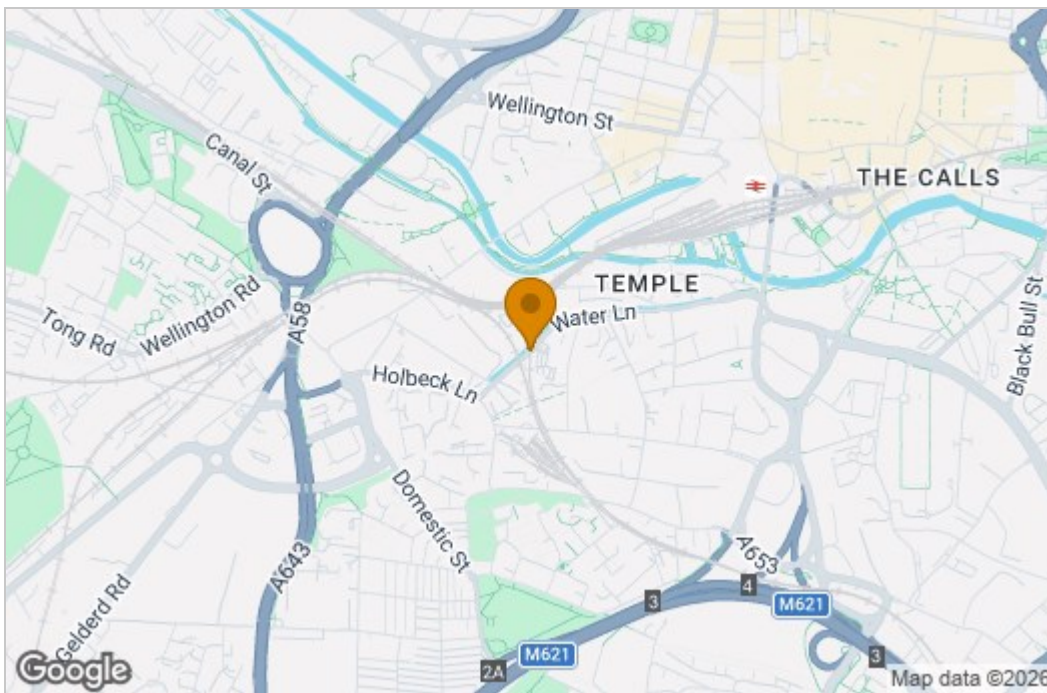 Wellington St
Canal St
THE CALLS
TEMPLE
Wellington Rd
Tong Rd
A58
Water Ln
Black Bull St
Holbeck Ln
Domestic St
A643
A653
Gelderd Rd
3
4
M621
M621
3
2A
Google
Map data ©2026